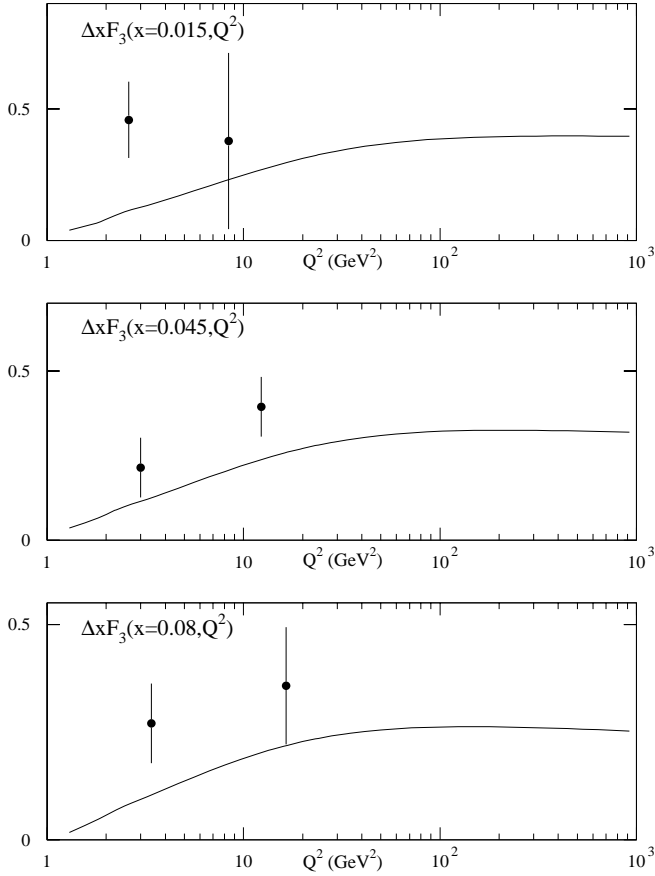 ΔxF₃(x=0.015,Q²)
0.5
0
1 10 10² 10³
Q² (GeV²)
ΔxF₃(x=0.045,Q²)
0.5
0
1 10 10² 10³
Q² (GeV²)
ΔxF₃(x=0.08,Q²)
0.5
0
1 10 10² 10³
Q² (GeV²)